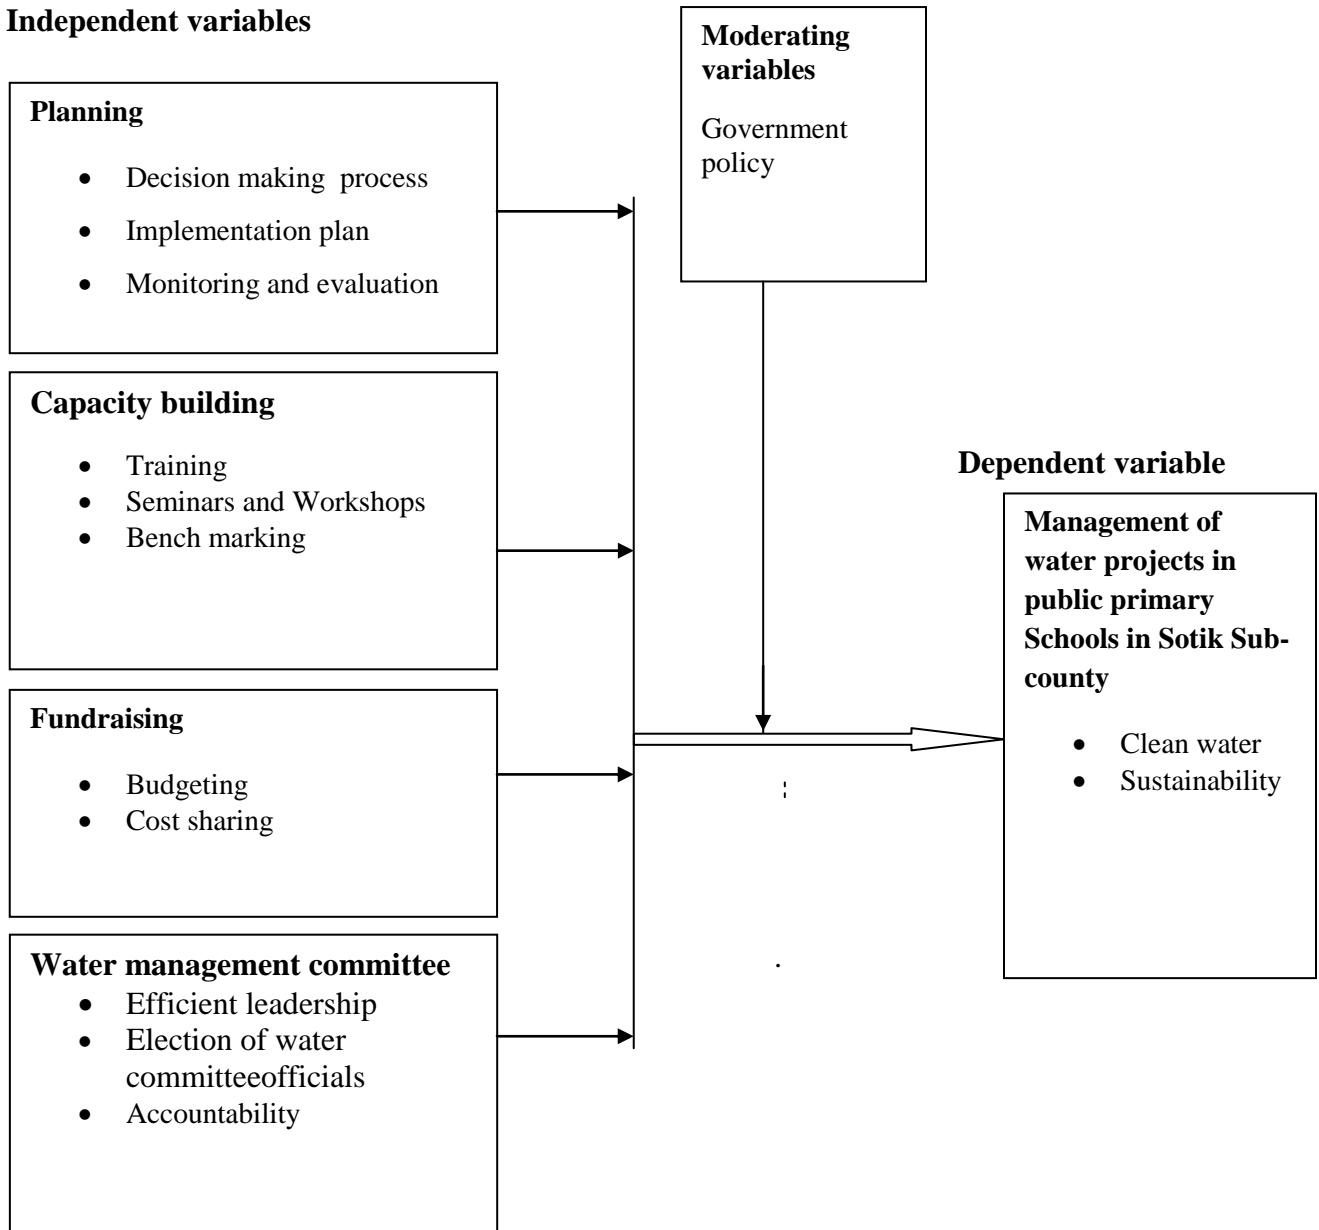 Independent variables
Planning
• Decision making process
• Implementation plan
• Monitoring and evaluation
Capacity building
• Training
• Seminars and Workshops
• Bench marking
Fundraising
• Budgeting
• Cost sharing
Water management committee
• Efficient leadership
• Election of water
committeeofficials
• Accountability
Moderating
variables
Government
policy
Dependent variable
Management of
water projects in
public primary
Schools in Sotik Sub-
county
• Clean water
• Sustainability